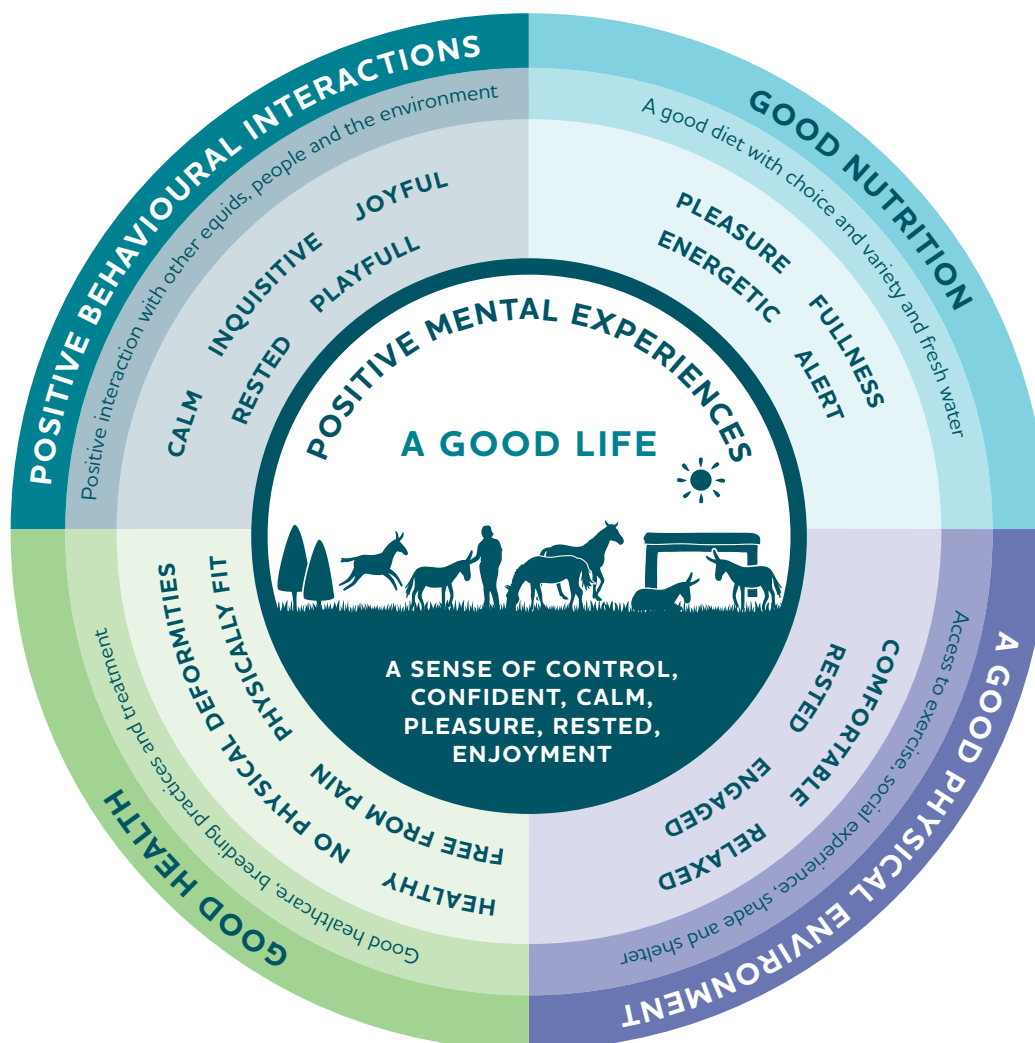 POSITIVE BEHAVIOURAL INTERACTIONS
Positive interaction with other equids, people and the environment
JOYFUL
INQUISITIVE
PLAYFULL
CALM
RESTED
GOOD NUTRITION
A good diet with choice and variety and fresh water
PLEASURE
ENERGETIC
FULLNESS
ALERT
POSITIVE MENTAL EXPERIENCES
A GOOD LIFE
A SENSE OF CONTROL,
CONFIDENT, CALM,
PLEASURE, RESTED,
ENJOYMENT
A GOOD PHYSICAL ENVIRONMENT
Access to exercise, social experience, shade and shelter
COMFORTABLE
RESTED
ENGAGED
RELAXED
GOOD HEALTH
Good healthcare, breeding practices and treatment
PHYSICALLY FIT
NO PHYSICAL DEFORMITIES
FREE FROM PAIN
HEALTHY